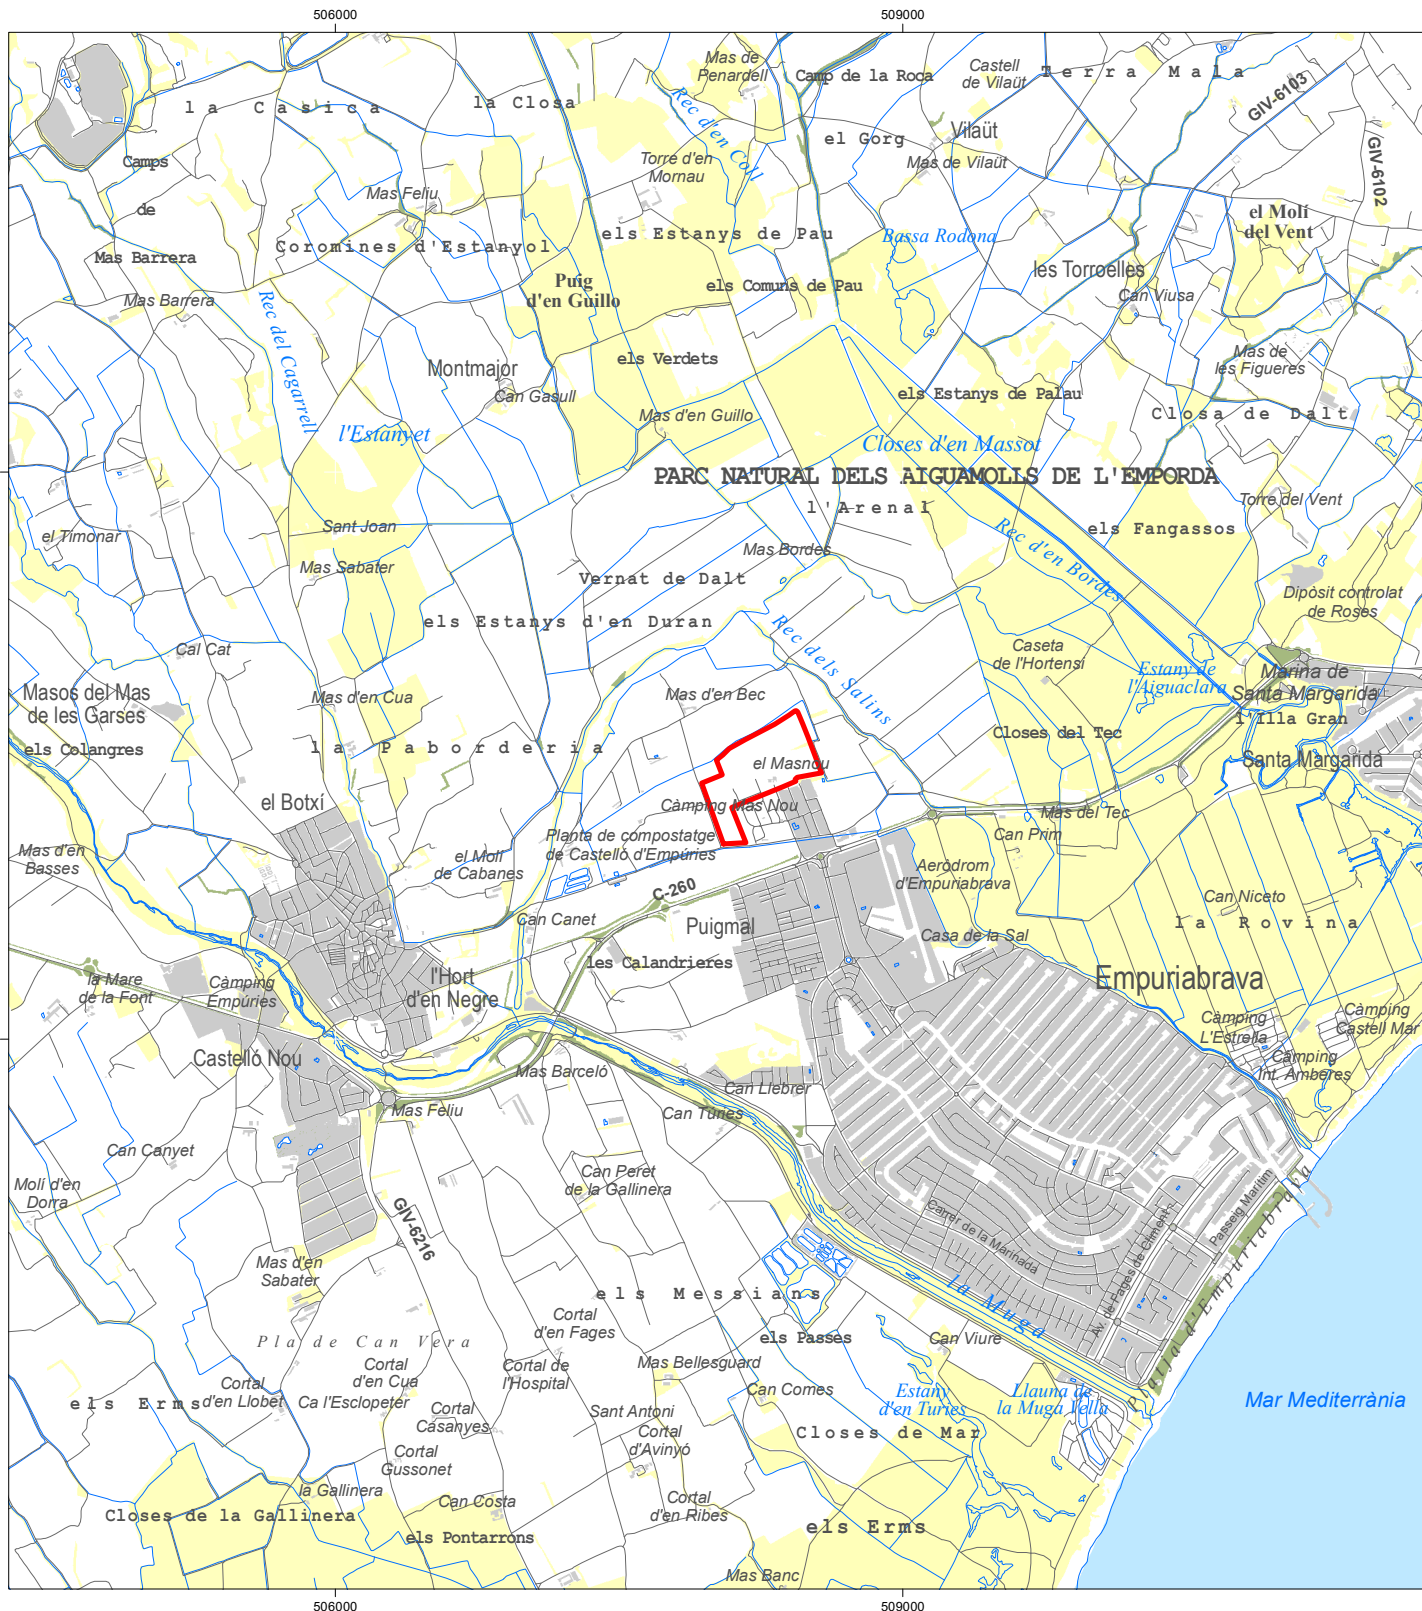 506000
509000
Mas de
Penardell
Camp de la Roca
Castell
de Vilaüt
Terra Mala
GIV-6103
la Casica
la Closa
Rec d'en Coll
el Gorg
Vilaüt
GIV-6102
Camps
de
Mas Barrera
Torre d'en
Mornau
Mas de Vilaüt
Mas Feliu
el Molí
del Vent
Coromines d'Estanyol
els Estanys de Pau
Bassa Rodona
les Torroelles
Puig
d'en Guillo
els Comuns de Pau
Can Viusa
Mas Barrera
Rec del Cagarrell
els Verdets
Mas de
les Figueres
Montmajor
Can Gasull
els Estanys de Palau
Closa de Dalt
Mas d'en Guillo
l'Estanyet
Closes d'en Massot
PARC NATURAL DELS AIGUAMOLLS DE L'EMPORDÀ
l'Arenal
Torre del Vent
Sant Joan
els Fangassos
el Timonar
Rec d'en Bordes
Mas Bordes
Mas Sabater
Vernat de Dalt
Dipòsit controlat
de Roses
els Estanys d'en Duran
Rec dels Salins
Cal Cat
Caseta
de l'Hortensi
Estany de
l'Aiguaclara
Marina de
Santa Margarida
Masos del Mas
de les Garses
Mas d'en Cua
Mas d'en Bec
l'Illa Gran
els Colangres
la Paborderia
Closes del Tec
el Masnou
Santa Margarida
el Botxí
Càmping Mas Nou
Mas del Tec
Planta de compostatge
de Castelló d'Empúries
Can Prim
Mas d'en
Basses
el Molí
de Cabanes
Aeròdrom
d'Empuriabrava
C-260
Can Niceto
Can Canet
Puigmal
la Rovina
Casa de la Sal
les Calandrieres
la Mare
de la Font
Càmping
Empúries
l'Hort
d'en Negre
Empuriabrava
Càmping
L'Estrella
Càmping
Castell Mar
Castelló Nou
Càmping
Int. Amberes
Mas Barceló
Can Llebrer
Mas Feliu
Can Túries
Can Canyet
Can Peret
de la Gallinera
Molí d'en
Dorra
Passeig Marítim
Carrer de la Marinada
GIV-6216
Mas d'en
Sabater
Av. de Fages de Climent
Platja d'Empuriabrava
els Messians
la Muga
Cortal
d'en Fages
els Passes
Can Viure
Pla de Can Vera
Cortal
d'en Cua
Cortal de
l'Hospital
Mas Bellesguard
Cortal
d'en Llobet
els Erms
Ca l'Esclopeter
Can Comes
Estany
d'en Turies
Llauna de
la Muga Vella
Mar Mediterrània
Cortal
Casanyes
Sant Antoni
Cortal
d'Avinyó
Closes de Mar
Cortal
Gussonet
la Gallinera
Can Costa
Cortal
d'en Ribes
Closes de la Gallinera
els Pontarrons
els Erms
Mas Banc
506000
509000